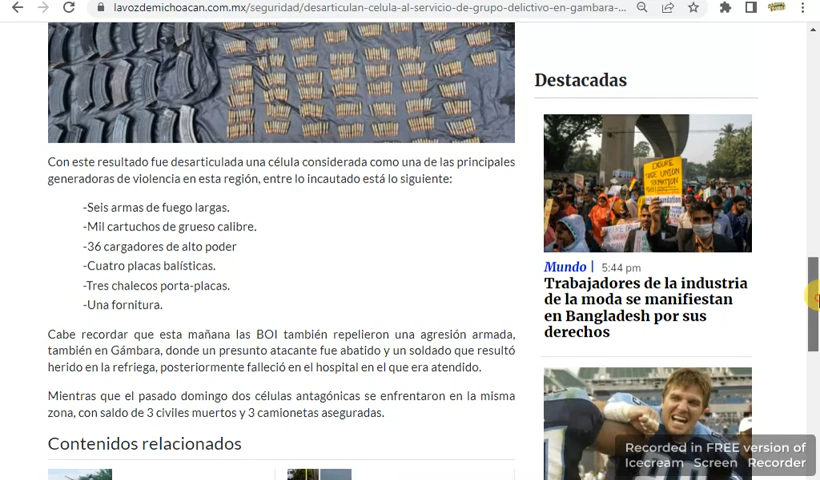 lavozdemichoacan.com.mx/seguridad/desarticulan-celula-al-servicio-de-grupo-delictivo-en-gambara-...
Con este resultado fue desarticulada una célula considerada como una de las principales
generadoras de violencia en esta región, entre lo incautado está lo siguiente:
-Seis armas de fuego largas.
-Mil cartuchos de grueso calibre.
-36 cargadores de alto poder
-Cuatro placas balísticas.
-Tres chalecos porta-placas.
-Una fornitura.
Cabe recordar que esta mañana las BOI también repelieron una agresión armada,
también en Gámbara, donde un presunto atacante fue abatido y un soldado que resultó
herido en la refriega, posteriormente falleció en el hospital en el que era atendido.
Mientras que el pasado domingo dos células antagónicas se enfrentaron en la misma
zona, con saldo de 3 civiles muertos y 3 camionetas aseguradas.
Contenidos relacionados
Destacadas
ENSURE
TRADE UNION
Mundo | 5:44 pm
Trabajadores de la industria
de la moda se manifiestan
en Bangladesh por sus
derechos
Recorded in FREE version of
Icecream Screen Recorder